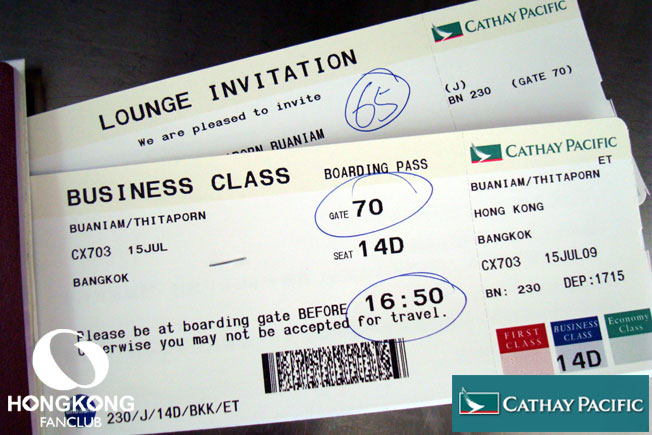 CATHAY PACIFIC
LOUNGE INVITATION
We are pleased to invite
65
(J) (GATE 70)
BN 230
BUANIAM
CATHAY PACIFIC
BUSINESS CLASS
BOARDING PASS
BUANIAM/THITAPORN
GATE 70
CX703 15JUL
SEAT 14D
BANGKOK
Please be at boarding gate BEFORE 16:50
otherwise you may not be accepted for travel.
230/J/14D/BKK/ET
ET
BUANIAM/THITAPORN
HONG KONG
BANGKOK
CX703 15JUL09
BN: 230 DEP:1715
FIRST CLASS
BUSINESS CLASS
Economy Class
14D
HONGKONG
FANCLUB
CATHAY PACIFIC